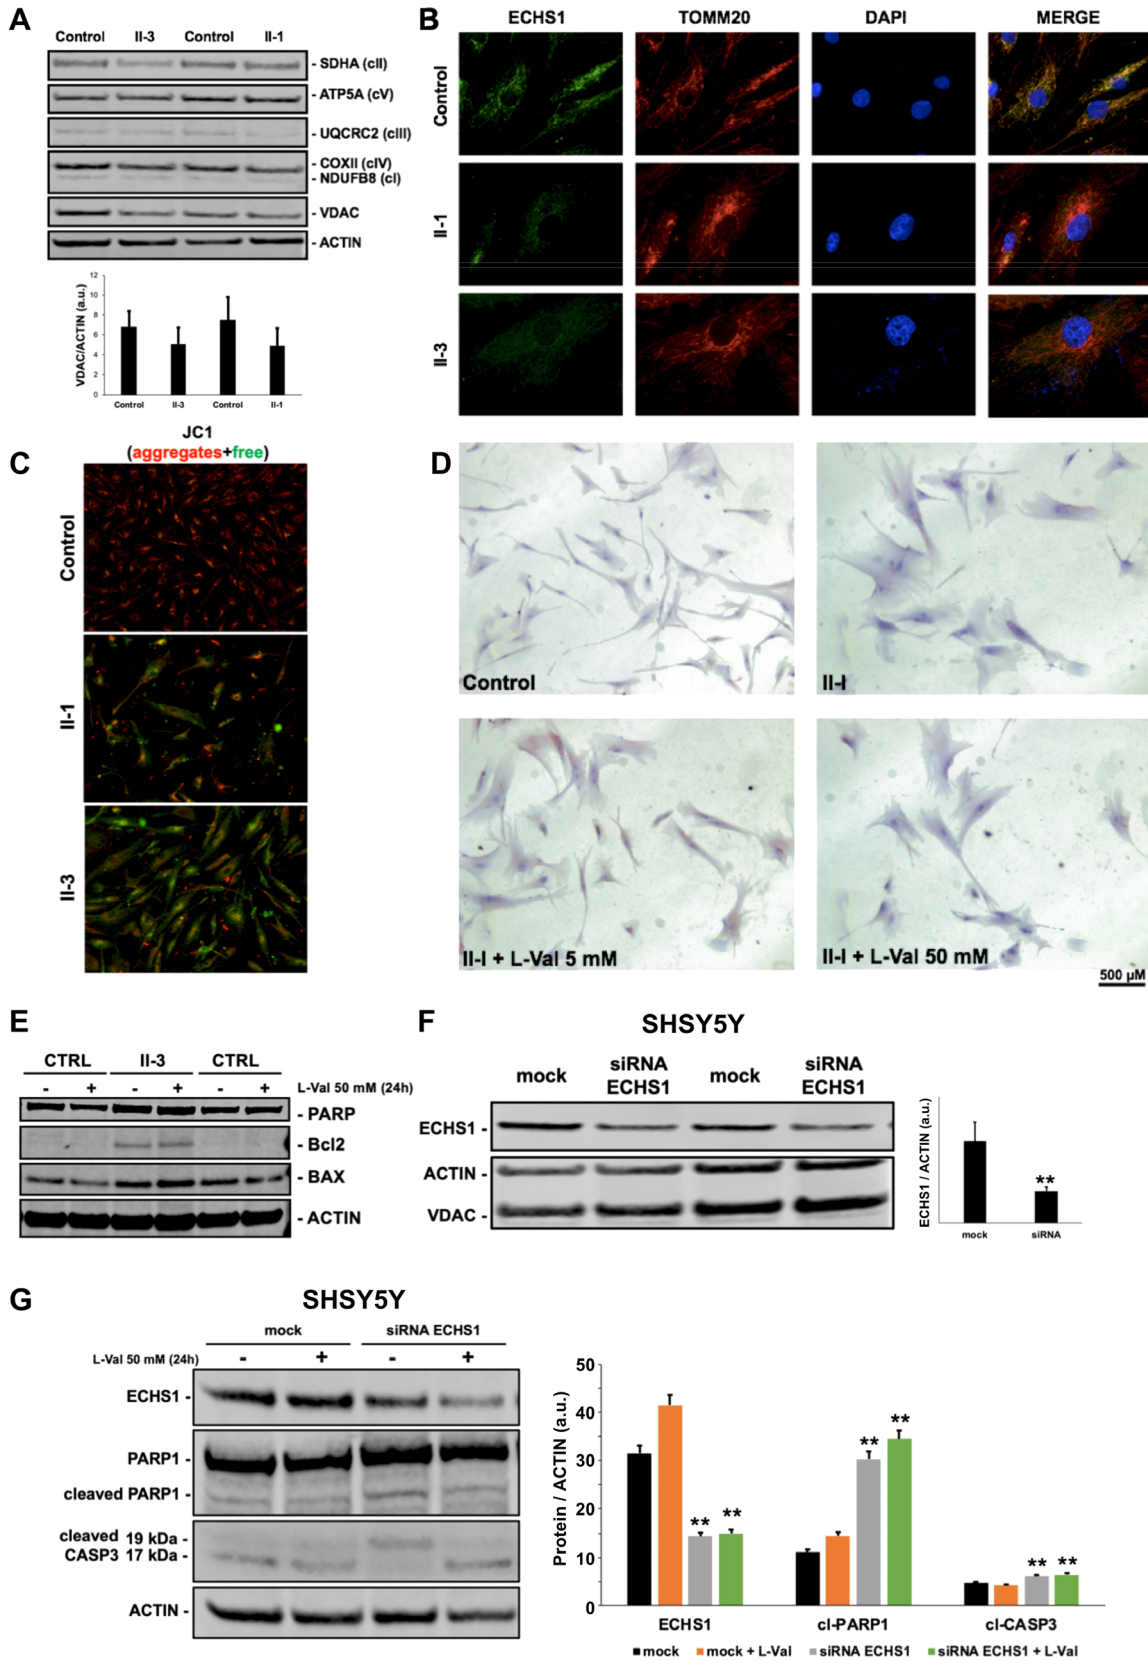 A
Control II-3 Control II-1
- SDHA (cII)
- ATP5A (cV)
- UQCRC2 (cIII)
- COXII (cIV)
- NDUFB8 (cI)
- VDAC
- ACTIN
VDAC/ACTIN (a.u.)
12
10
8
6
4
2
0
Control II-3 Control II-1
B
ECHS1 TOMM20 DAPI MERGE
Control
II-1
II-3
C
JC1
(aggregates+free)
Control
II-1
II-3
D
Control
II-I
II-I + L-Val 5 mM
II-I + L-Val 50 mM
500 µM
E
CTRL II-3 CTRL
- + - + - + L-Val 50 mM (24h)
- PARP
- Bcl2
- BAX
- ACTIN
F
SHSY5Y
mock siRNA ECHS1 mock siRNA ECHS1
ECHS1 -
ACTIN -
VDAC -
ECHS1 / ACTIN (a.u.)
**
mock siRNA
G
SHSY5Y
mock siRNA ECHS1
L-Val 50 mM (24h) - + - +
ECHS1 -
PARP1 -
cleaved PARP1 -
cleaved 19 kDa -
CASP3 17 kDa -
ACTIN -
Protein / ACTIN (a.u.)
50
40
30
20
10
0
** ** ** ** ** **
ECHS1 cl-PARP1 cl-CASP3
mock mock + L-Val siRNA ECHS1 siRNA ECHS1 + L-Val